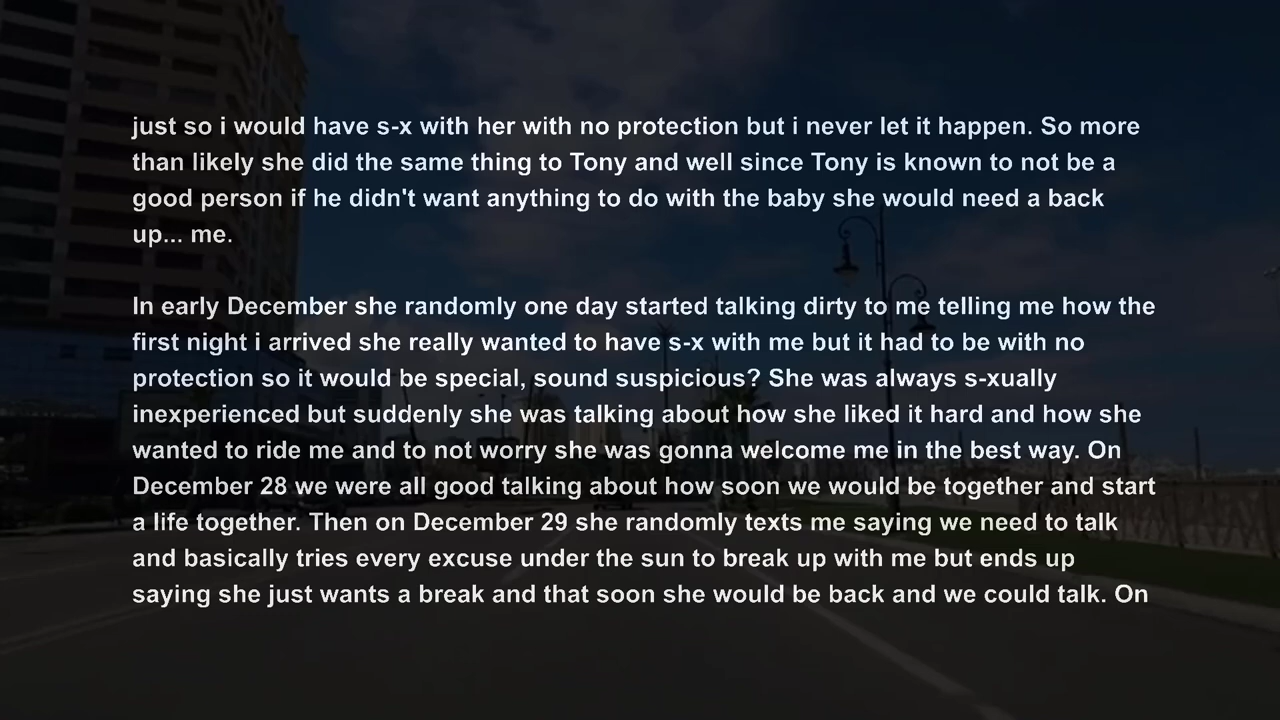 just so i would have s-x with her with no protection but i never let it happen. So more
than likely she did the same thing to Tony and well since Tony is known to not be a
good person if he didn't want anything to do with the baby she would need a back
up... me.
In early December she randomly one day started talking dirty to me telling me how the
first night i arrived she really wanted to have s-x with me but it had to be with no
protection so it would be special, sound suspicious? She was always s-xually
inexperienced but suddenly she was talking about how she liked it hard and how she
wanted to ride me and to not worry she was gonna welcome me in the best way. On
December 28 we were all good talking about how soon we would be together and start
a life together. Then on December 29 she randomly texts me saying we need to talk
and basically tries every excuse under the sun to break up with me but ends up
saying she just wants a break and that soon she would be back and we could talk. On